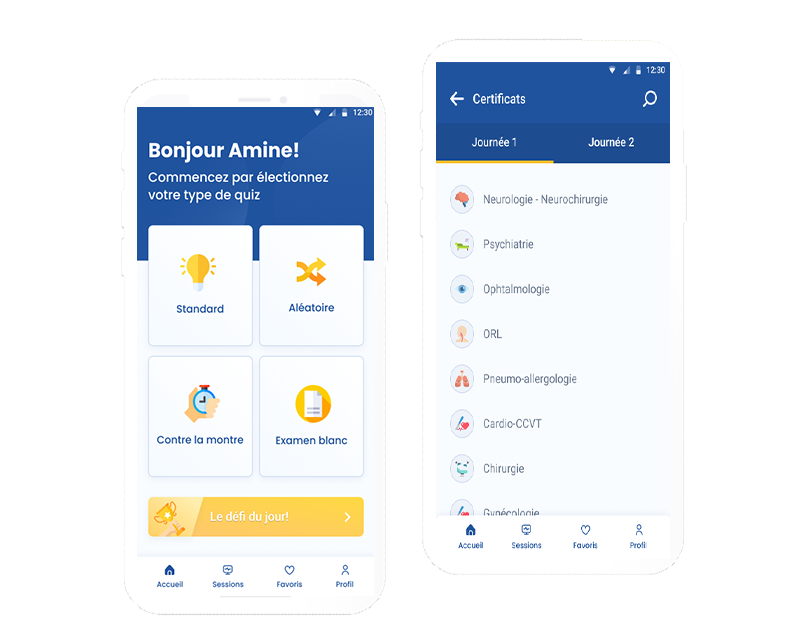 12:30
Bonjour Amine!
Commencez par électionnez
votre type de quiz
Standard
Aléatoire
Contre la montre
Examen blanc
Le défi du jour!
Accueil
Sessions
Favoris
Profil
12:30
Certificats
Journée 1
Journée 2
Neurologie - Neurochirurgie
Psychiatrie
Ophtalmologie
ORL
Pneumo-allergologie
Cardio-CCVT
Chirurgie
Gynécologie
Accueil
Sessions
Favoris
Profil